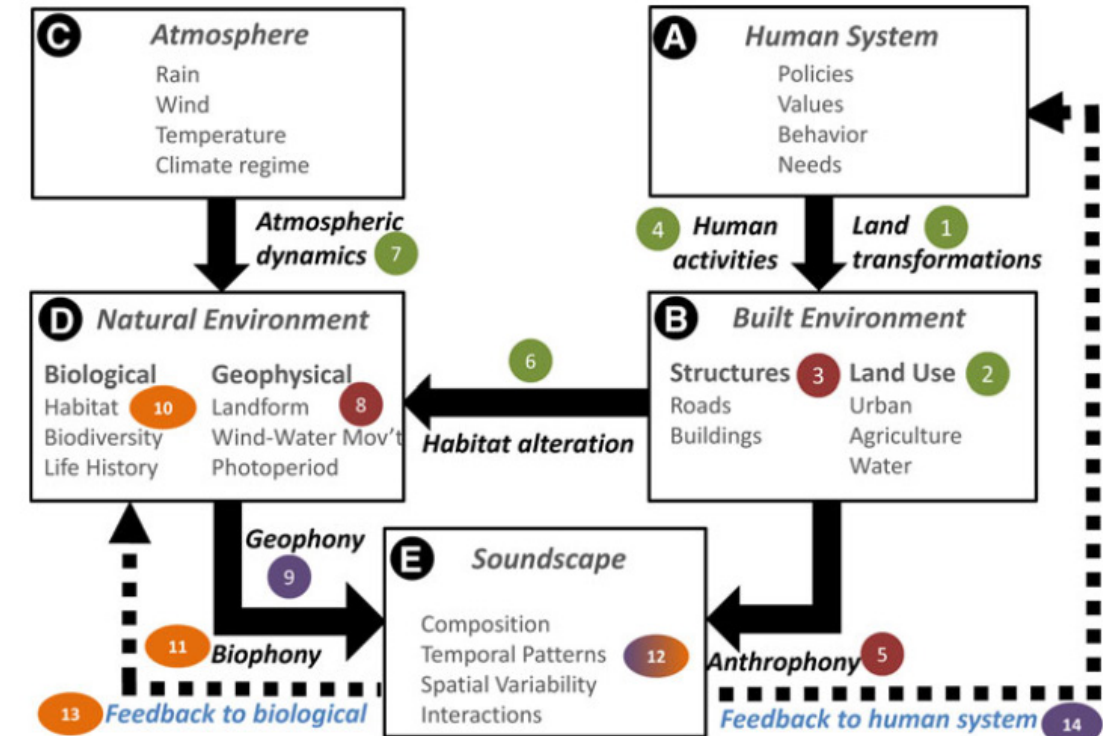 C Atmosphere
Rain
Wind
Temperature
Climate regime
A Human System
Policies
Values
Behavior
Needs
Atmospheric
dynamics 7
4 Human
activities
Land 1
transformations
D Natural Environment
Biological
Habitat 10
Biodiversity
Life History
Geophysical
Landform 8
Wind-Water Mov't
Photoperiod
6
Habitat alteration
B Built Environment
Structures 3
Roads
Buildings
Land Use 2
Urban
Agriculture
Water
Geophony
9
11 Biophony
E Soundscape
Composition
Temporal Patterns 12
Spatial Variability
Interactions
Anthrophony 5
13 Feedback to biological
Feedback to human system 14